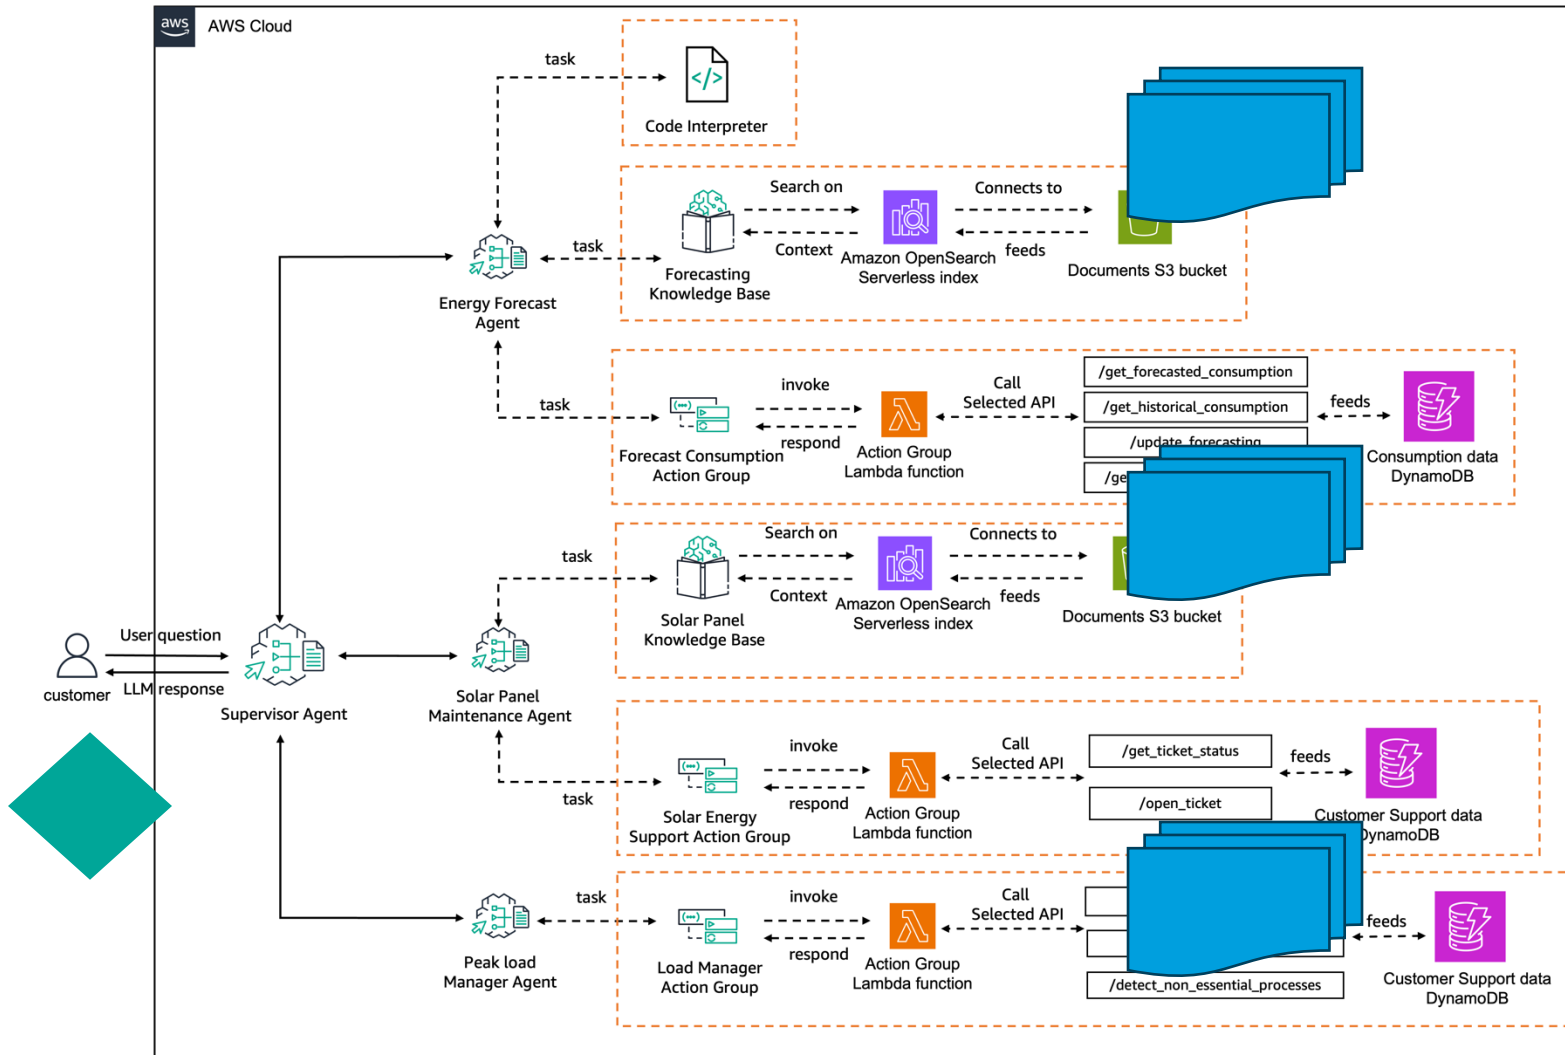 aws
AWS Cloud
task
</>
Code Interpreter
Search on
Connects to
task
Context
feeds
Forecasting
Knowledge Base
Amazon OpenSearch
Serverless index
Documents S3 bucket
Energy Forecast
Agent
task
invoke
respond
Forecast Consumption
Action Group
Action Group
Lambda function
Call
Selected API
/get_forecasted_consumption
/get_historical_consumption
/update_forecasting
feeds
Consumption data
DynamoDB
task
Search on
Connects to
Context
feeds
Solar Panel
Knowledge Base
Amazon OpenSearch
Serverless index
Documents S3 bucket
User question
LLM response
customer
Supervisor Agent
Solar Panel
Maintenance Agent
task
invoke
respond
Solar Energy
Support Action Group
Action Group
Lambda function
Call
Selected API
/get_ticket_status
/open_ticket
feeds
Customer Support data
DynamoDB
Peak load
Manager Agent
task
invoke
respond
Load Manager
Action Group
Action Group
Lambda function
Call
Selected API
/detect_non_essential_processes
feeds
Customer Support data
DynamoDB